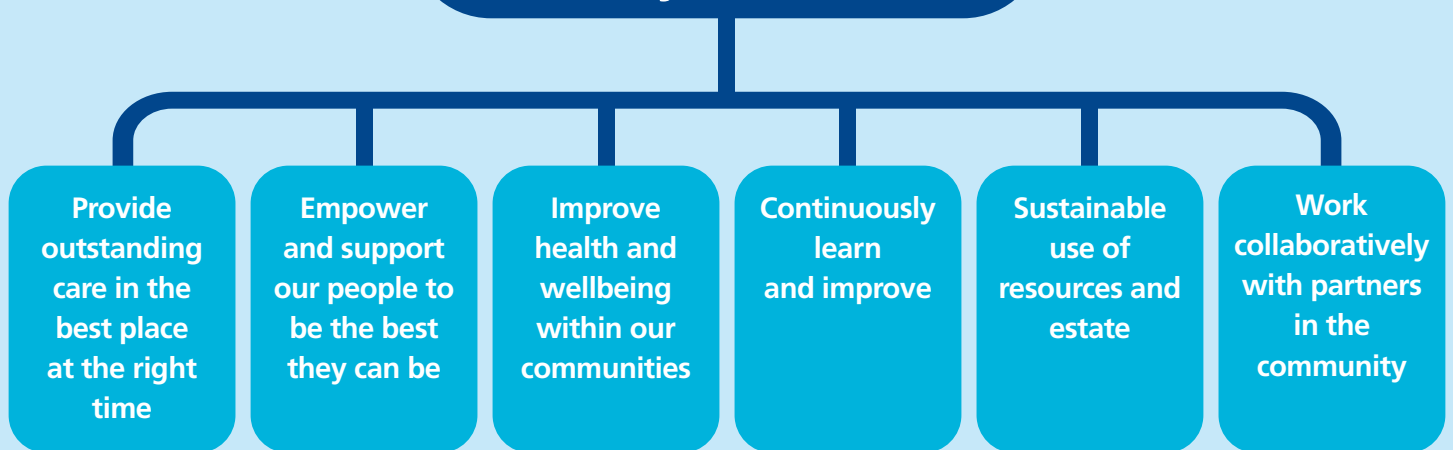 Provide
outstanding
care in the
best place
at the right
time
Empower
and support
our people to
be the best
they can be
Improve
health and
wellbeing
within our
communities
Continuously
learn
and improve
Sustainable
use of
resources and
estate
Work
collaboratively
with partners
in the
community